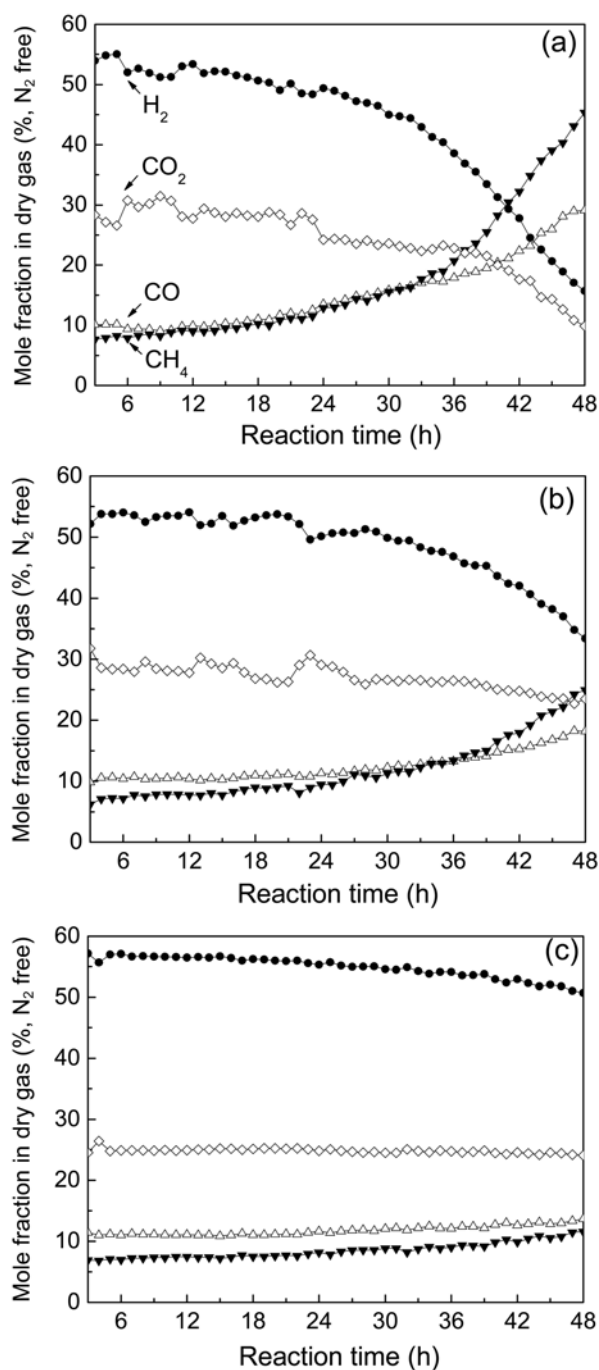 (a)
60
50
40
30
20
10
0
Mole fraction in dry gas (%, N₂ free)
H₂
CO₂
CO
CH₄
6 12 18 24 30 36 42 48
Reaction time (h)
(b)
60
50
40
30
20
10
0
Mole fraction in dry gas (%, N₂ free)
6 12 18 24 30 36 42 48
Reaction time (h)
(c)
60
50
40
30
20
10
0
Mole fraction in dry gas (%, N₂ free)
6 12 18 24 30 36 42 48
Reaction time (h)